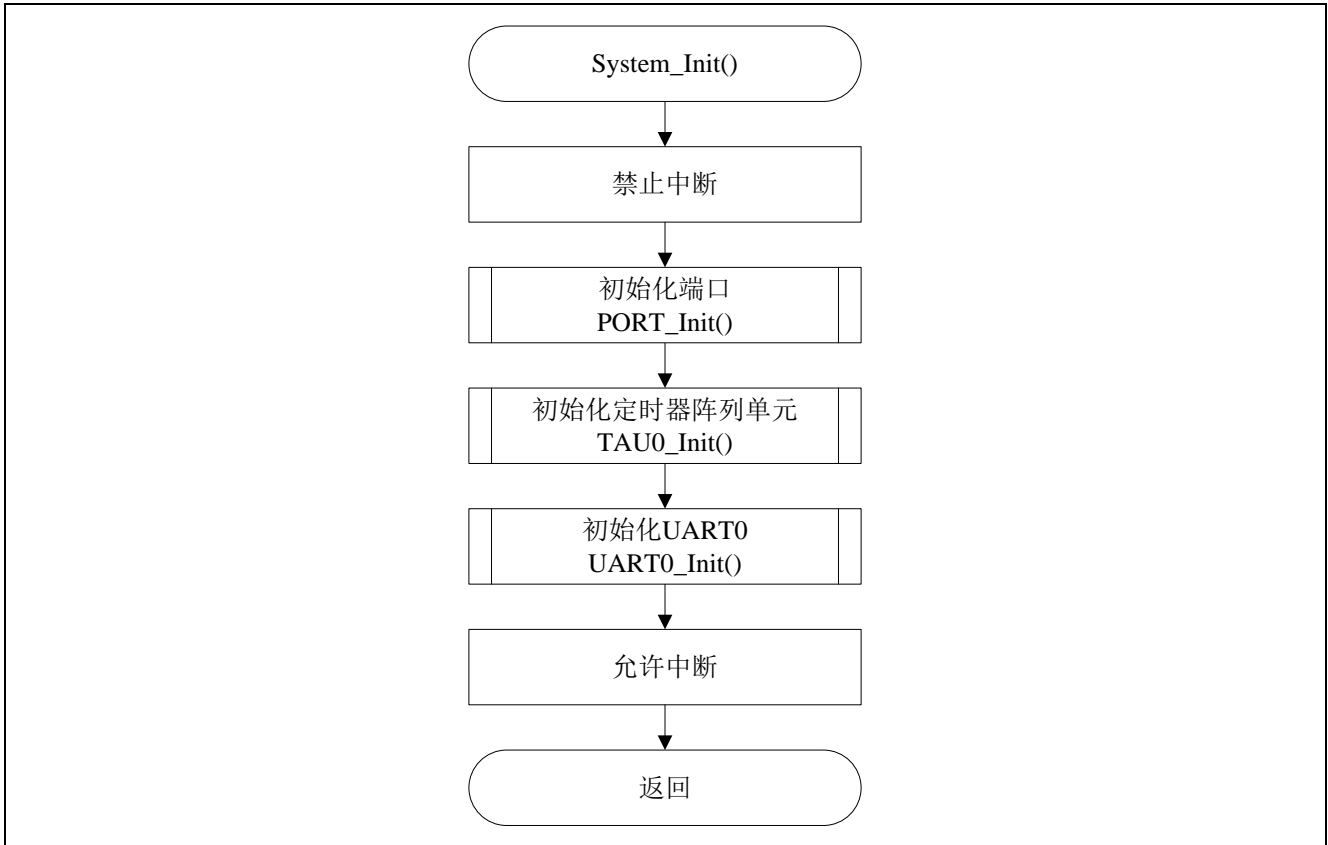 System_Init()
禁止中断
初始化端口
PORT_Init()
初始化定时器阵列单元
TAU0_Init()
初始化UART0
UART0_Init()
允许中断
返回